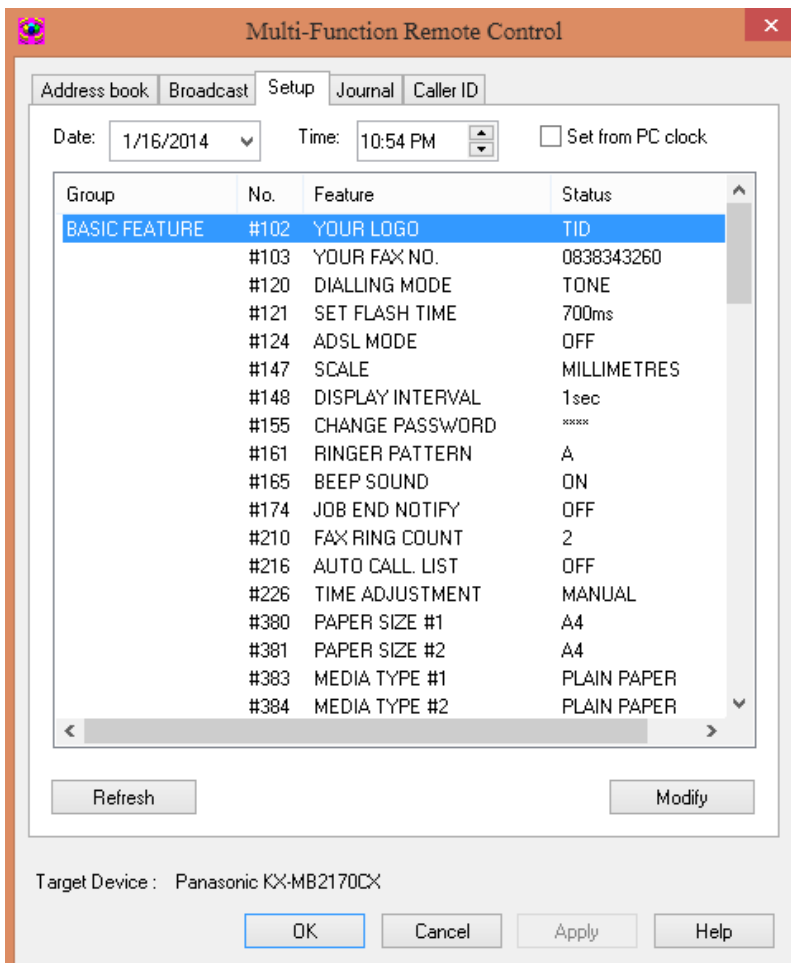 Multi-Function Remote Control
Address book Broadcast Setup Journal Caller ID
Date: 1/16/2014 Time: 10:54 PM Set from PC clock
Group No. Feature Status
BASIC FEATURE #102 YOUR LOGO TID
#103 YOUR FAX NO. 0838343260
#120 DIALLING MODE TONE
#121 SET FLASH TIME 700ms
#124 ADSL MODE OFF
#147 SCALE MILLIMETRES
#148 DISPLAY INTERVAL 1sec
#155 CHANGE PASSWORD ****
#161 RINGER PATTERN A
#165 BEEP SOUND ON
#174 JOB END NOTIFY OFF
#210 FAX RING COUNT 2
#216 AUTO CALL. LIST OFF
#226 TIME ADJUSTMENT MANUAL
#380 PAPER SIZE #1 A4
#381 PAPER SIZE #2 A4
#383 MEDIA TYPE #1 PLAIN PAPER
#384 MEDIA TYPE #2 PLAIN PAPER
Refresh Modify
Target Device : Panasonic KX-MB2170CX
OK Cancel Apply Help